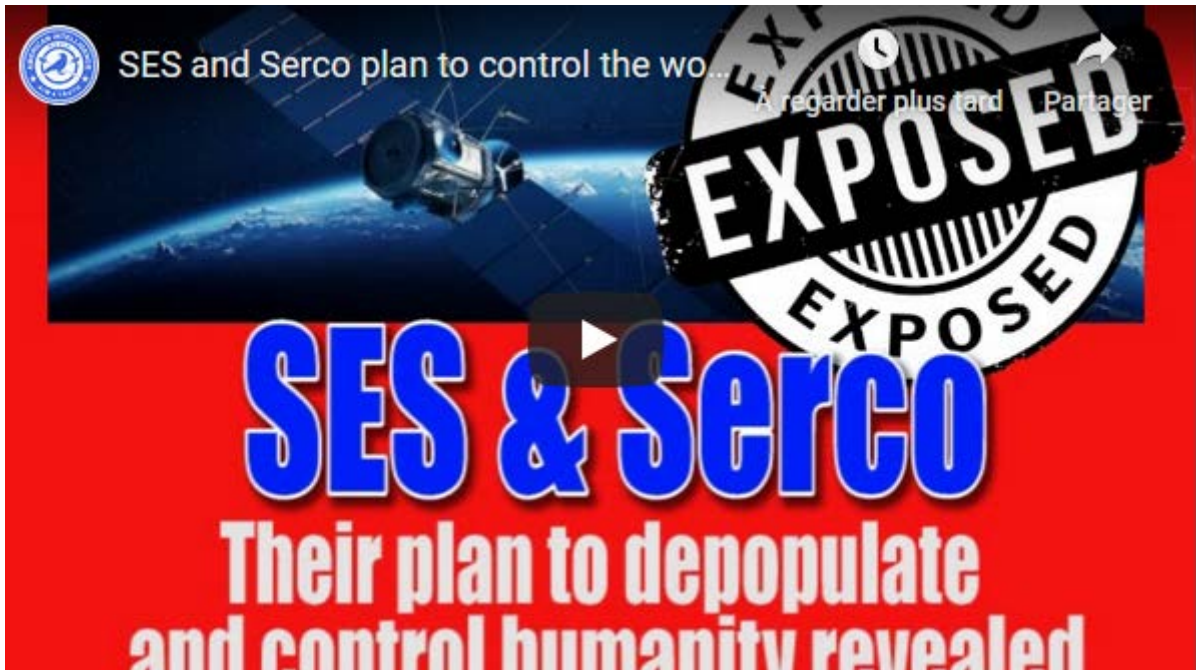 SES and Serco plan to control the wo...
À regarder plus tard
Partager
EXPOSED
EXPOSED
EXPOSED
SES & Serco
Their plan to depopulate
and control humanity revealed